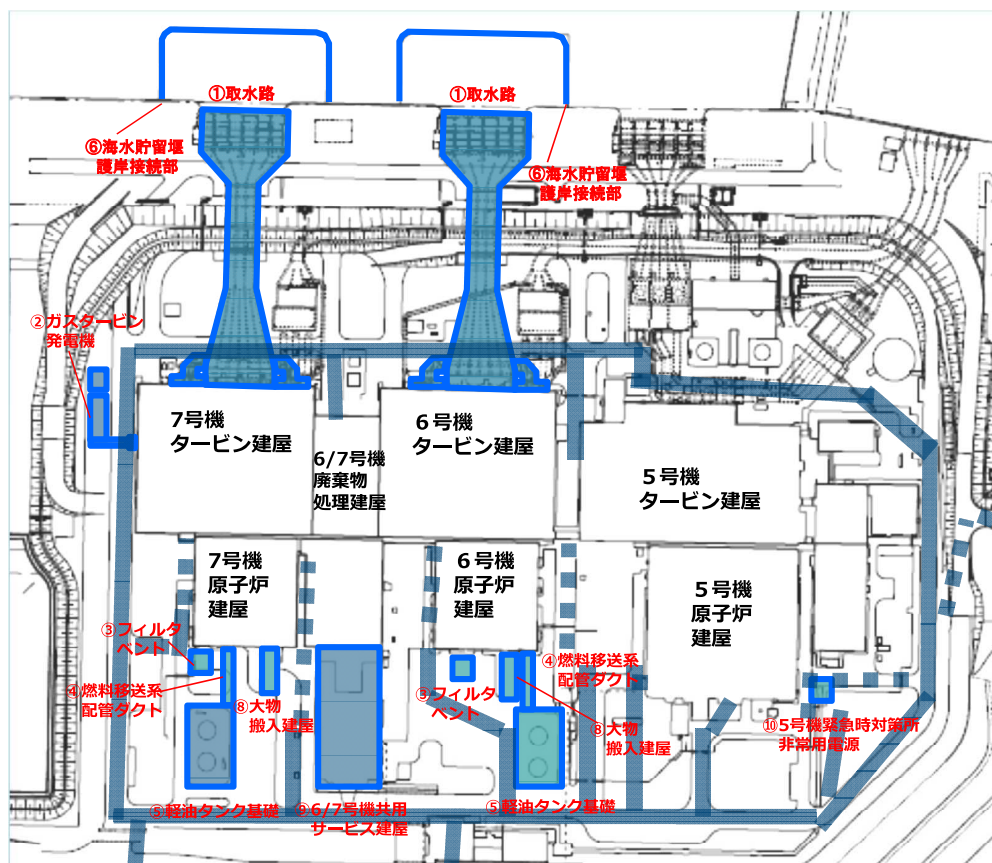 ①取水路
①取水路
⑥海水貯留堰
護岸接続部
⑥海水貯留堰
護岸接続部
②ガスタービン
発電機
7号機
タービン建屋
6号機
タービン建屋
6/7号機
廃棄物
処理建屋
5号機
タービン建屋
7号機
原子炉
建屋
6号機
原子炉
建屋
5号機
原子炉
建屋
③フィルタ
ベント
④燃料移送系
配管ダクト
⑧大物
搬入建屋
③フィルタ
ベント
④燃料移送系
配管ダクト
⑧大物
搬入建屋
⑩5号機緊急時対策所
非常用電源
⑤軽油タンク基礎
⑨6/7号機共用
サービス建屋
⑤軽油タンク基礎